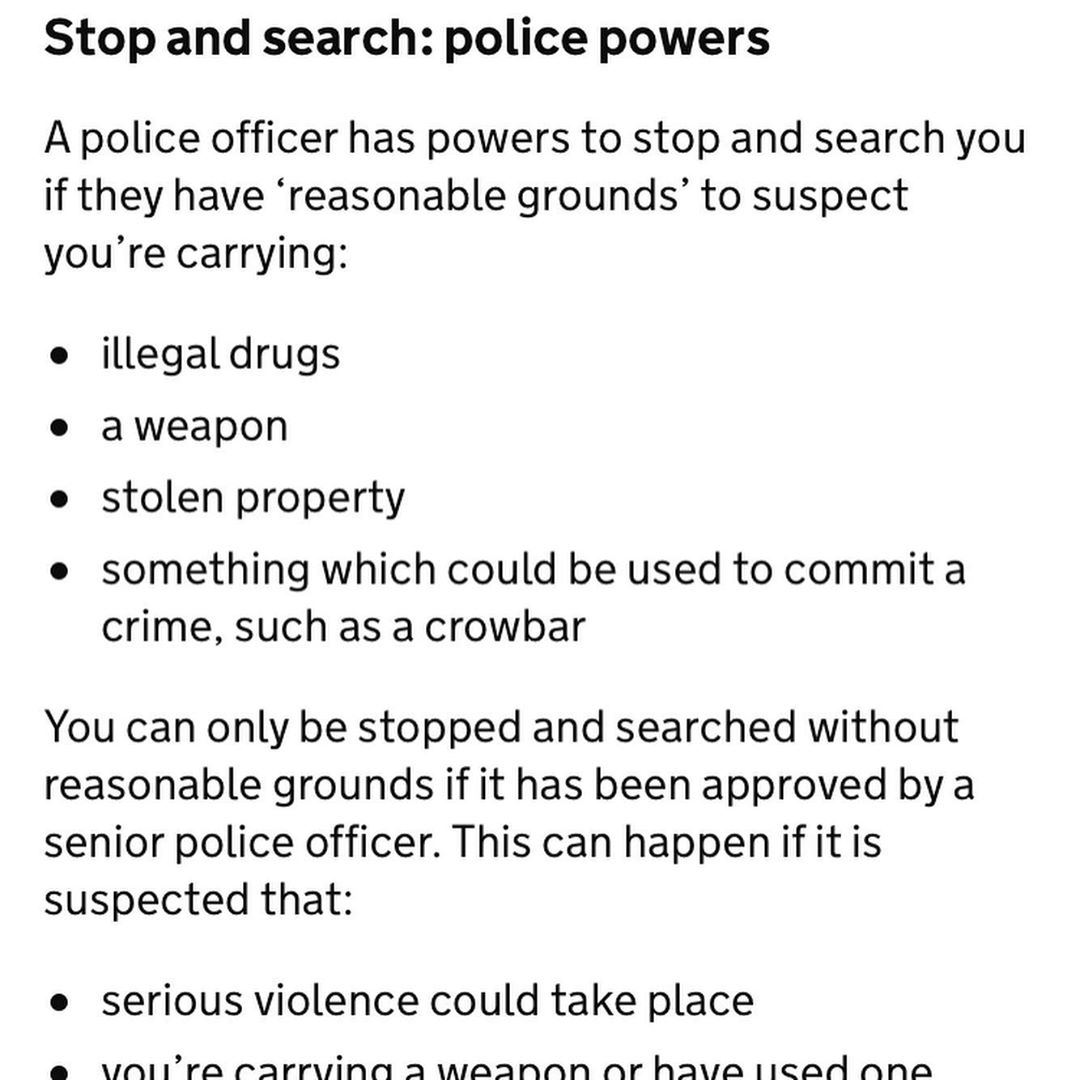 Stop and search: police powers
A police officer has powers to stop and search you
if they have ‘reasonable grounds’ to suspect
you’re carrying:
• illegal drugs
• a weapon
• stolen property
• something which could be used to commit a
crime, such as a crowbar
You can only be stopped and searched without
reasonable grounds if it has been approved by a
senior police officer. This can happen if it is
suspected that:
• serious violence could take place
• you’re carrying a weapon or have used one